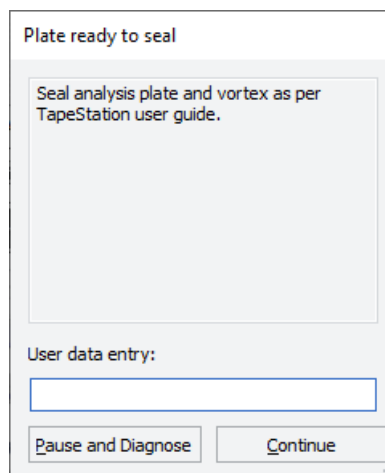 Plate ready to seal
Seal analysis plate and vortex as per
TapeStation user guide.
User data entry:
Pause and Diagnose
Continue